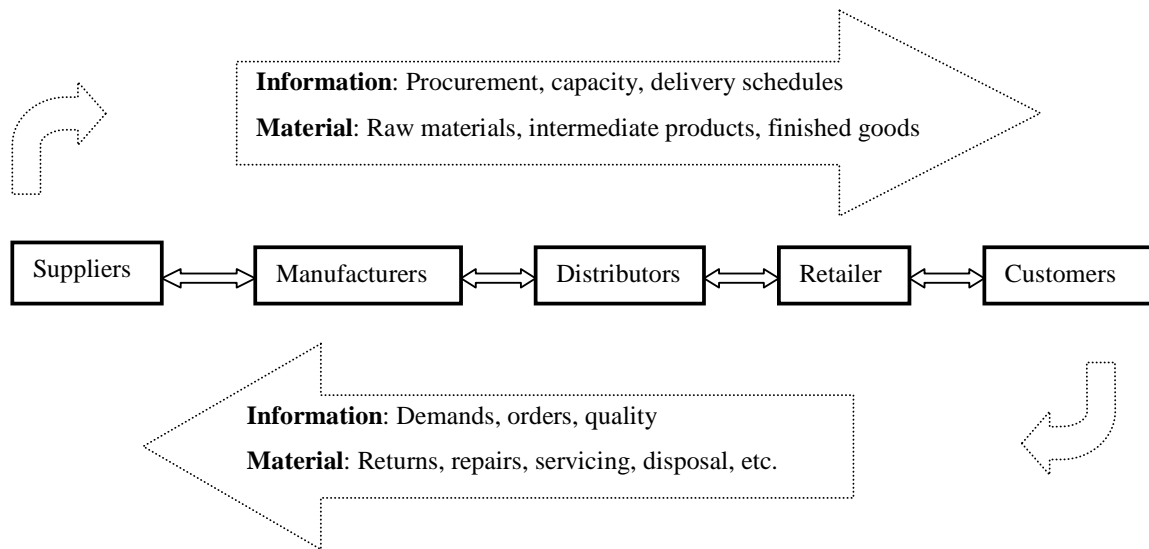 Information: Procurement, capacity, delivery schedules
Material: Raw materials, intermediate products, finished goods
Suppliers
Manufacturers
Distributors
Retailer
Customers
Information: Demands, orders, quality
Material: Returns, repairs, servicing, disposal, etc.